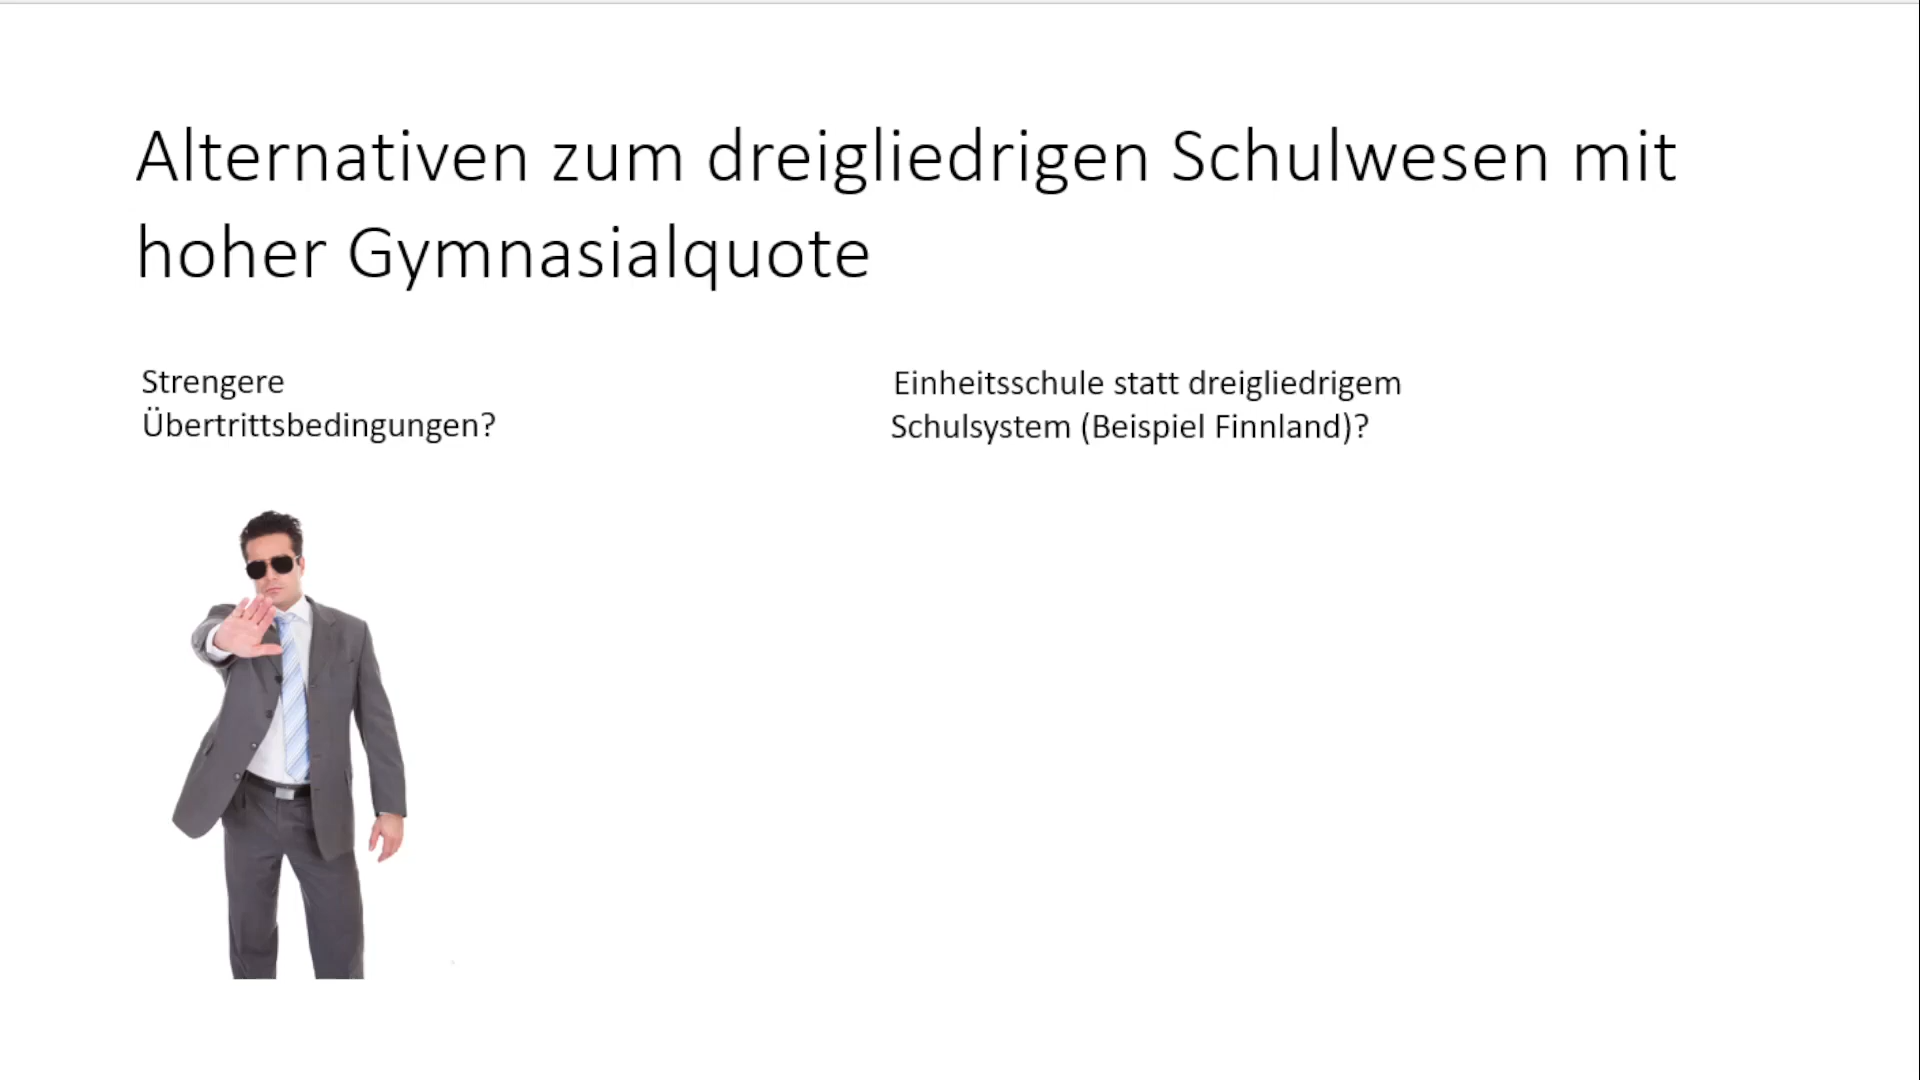 Alternativen zum dreigliedrigen Schulwesen mit
hoher Gymnasialquote
Strengere
Übertrittsbedingungen?
Einheitsschule statt dreigliedrigem
Schulsystem (Beispiel Finnland)?